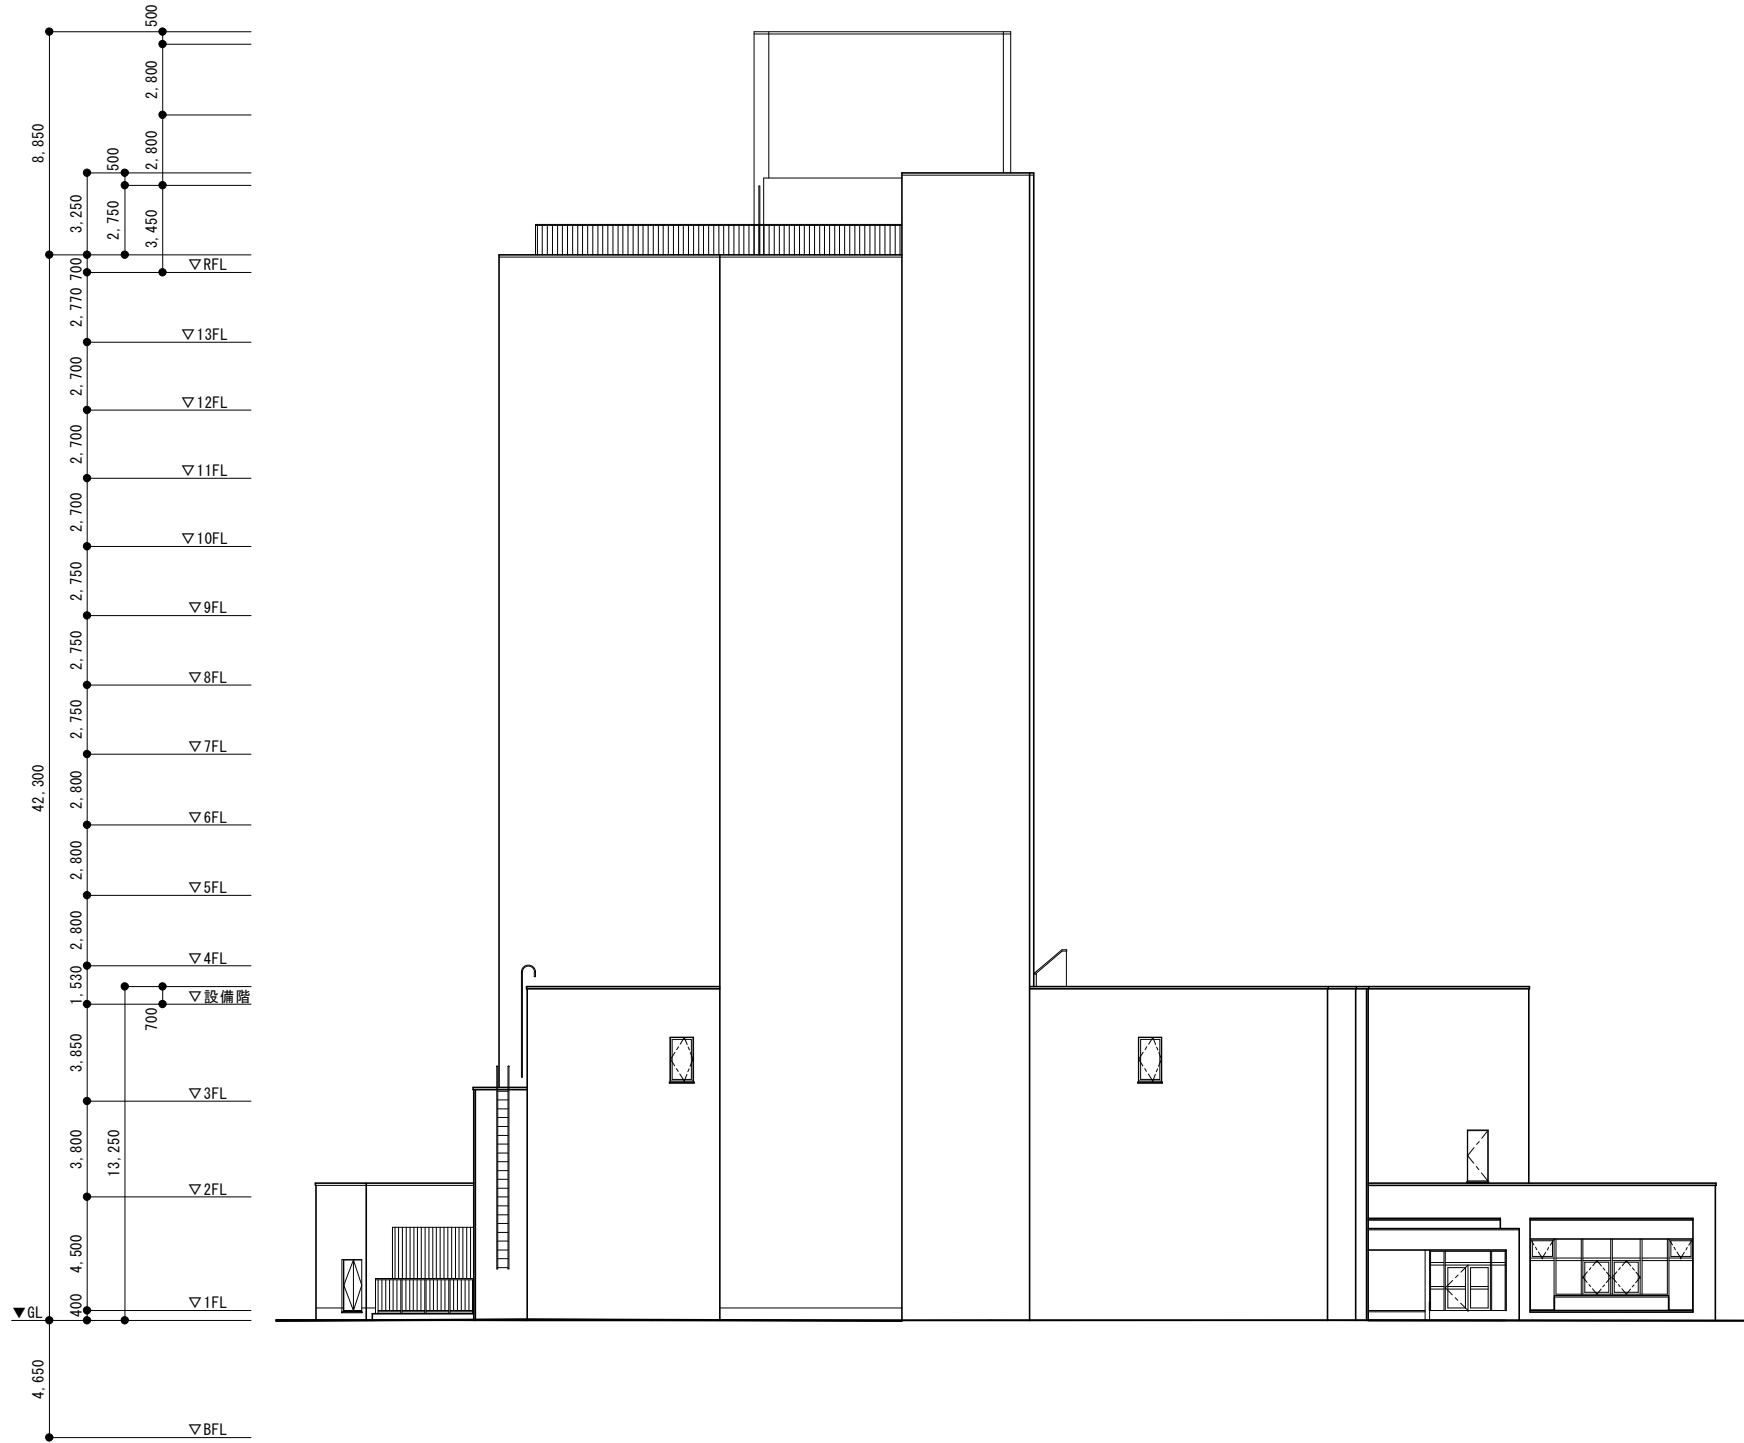 500
2,800
8,850
2,800
500
3,250
2,750
3,450
700
▽RFL
2,770
▽13FL
2,700
▽12FL
2,700
▽11FL
2,700
▽10FL
2,750
▽9FL
2,750
▽8FL
2,750
▽7FL
42,300
2,800
▽6FL
2,800
▽5FL
2,800
▽4FL
1,530
▽設備階
700
3,850
▽3FL
3,800
13,250
▽2FL
4,500
▽1FL
400
▼GL
4,650
▽BFL